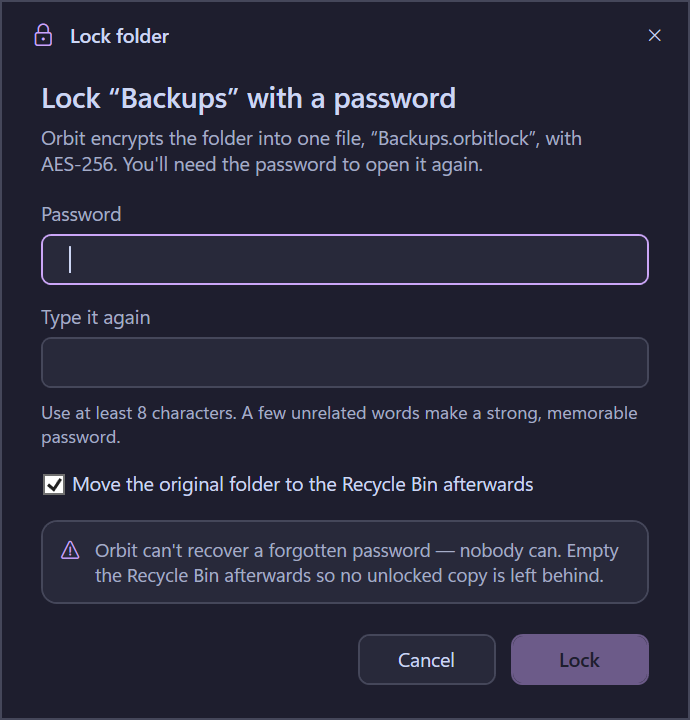 Lock folder
Lock “Backups” with a password
Orbit encrypts the folder into one file, “Backups.orbitlock”, with
AES-256. You'll need the password to open it again.
Password
Type it again
Use at least 8 characters. A few unrelated words make a strong, memorable
password.
Move the original folder to the Recycle Bin afterwards
Orbit can't recover a forgotten password — nobody can. Empty
the Recycle Bin afterwards so no unlocked copy is left behind.
Cancel
Lock